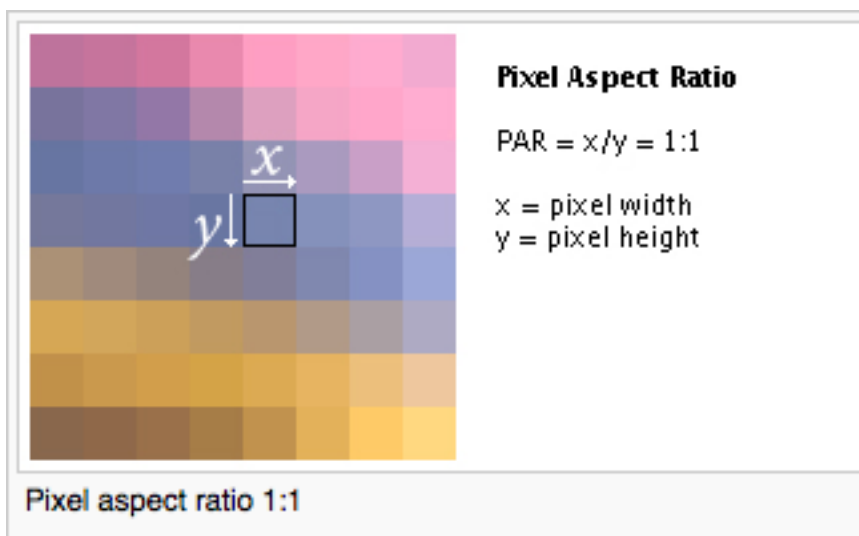 x
y
Pixel Aspect Ratio
PAR = x/y = 1:1
x = pixel width
y = pixel height
Pixel aspect ratio 1:1